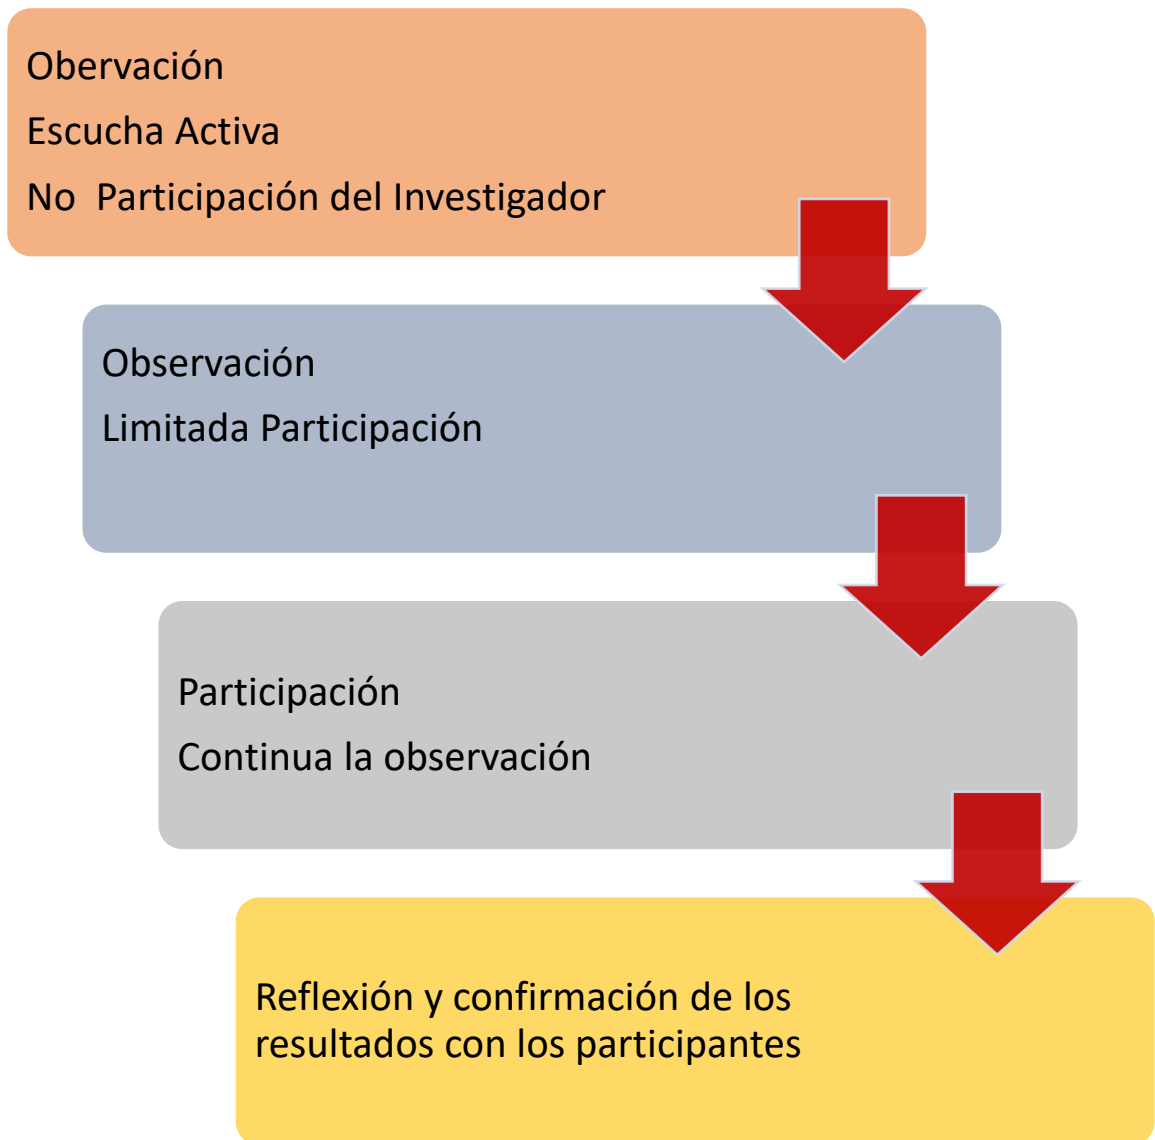 Obervación
Escucha Activa
No  Participación del Investigador
Observación
Limitada Participación
Participación
Continua la observación
Reflexión y confirmación de los
resultados con los participantes